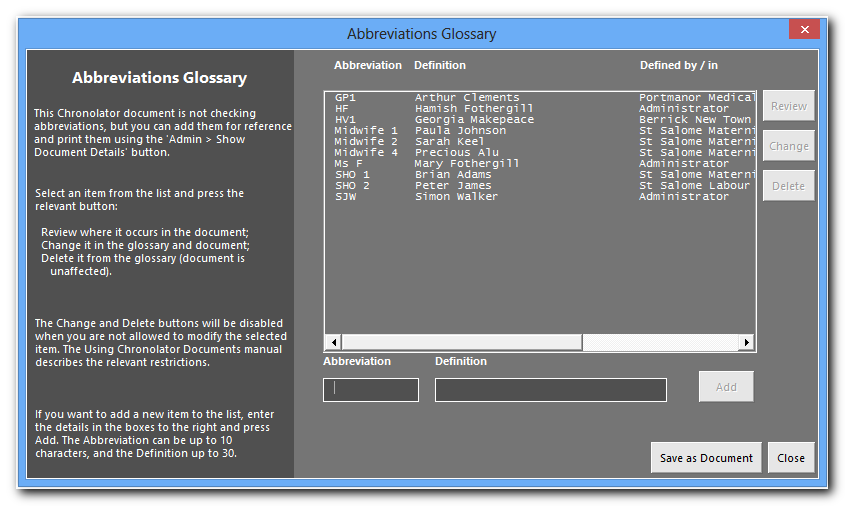 Abbreviations Glossary
Abbreviations Glossary
This Chronolator document is not checking
abbreviations, but you can add them for reference
and print them using the 'Admin > Show
Document Details' button.
Select an item from the list and press the
relevant button:
Review where it occurs in the document;
Change it in the glossary and document;
Delete it from the glossary (document is
unaffected).
The Change and Delete buttons will be disabled
when you are not allowed to modify the selected
item. The Using Chronolator Documents manual
describes the relevant restrictions.
If you want to add a new item to the list, enter
the details in the boxes to the right and press
Add. The Abbreviation can be up to 10
characters, and the Definition up to 30.
Abbreviation Definition Defined by / in
GP1 Arthur Clements Portmanor Medical
HF Hamish Fothergill Administrator
HV1 Georgia Makepeace Berrick New Town
Midwife 1 Paula Johnson St Salome Materni
Midwife 2 Sarah Keel St Salome Materni
Midwife 4 Precious Alu St Salome Materni
Ms F Mary Fothergill Administrator
SHO 1 Brian Adams St Salome Materni
SHO 2 Peter James St Salome Labour
SJW Simon Walker Administrator
Review
Change
Delete
Abbreviation Definition
Add
Save as Document Close